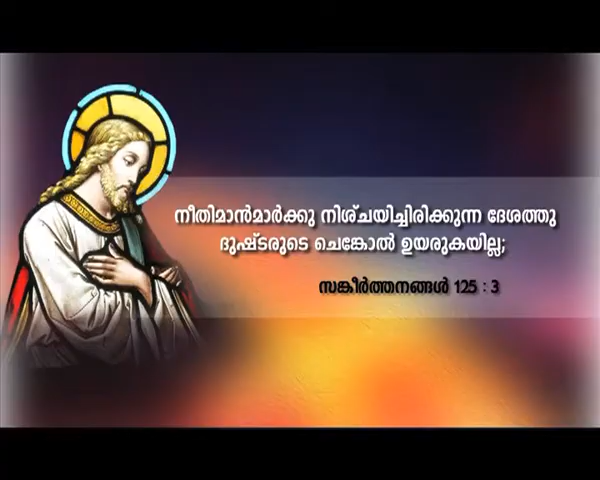 നീതിമാൻമാർക്കു നിശ്ചയിച്ചിരിക്കുന്ന ദേശത്തു
ദുഷ്ടരുടെ ചെങ്കോൽ ഉയരുകയില്ല;
സങ്കീർത്തനങ്ങൾ 125 : 3